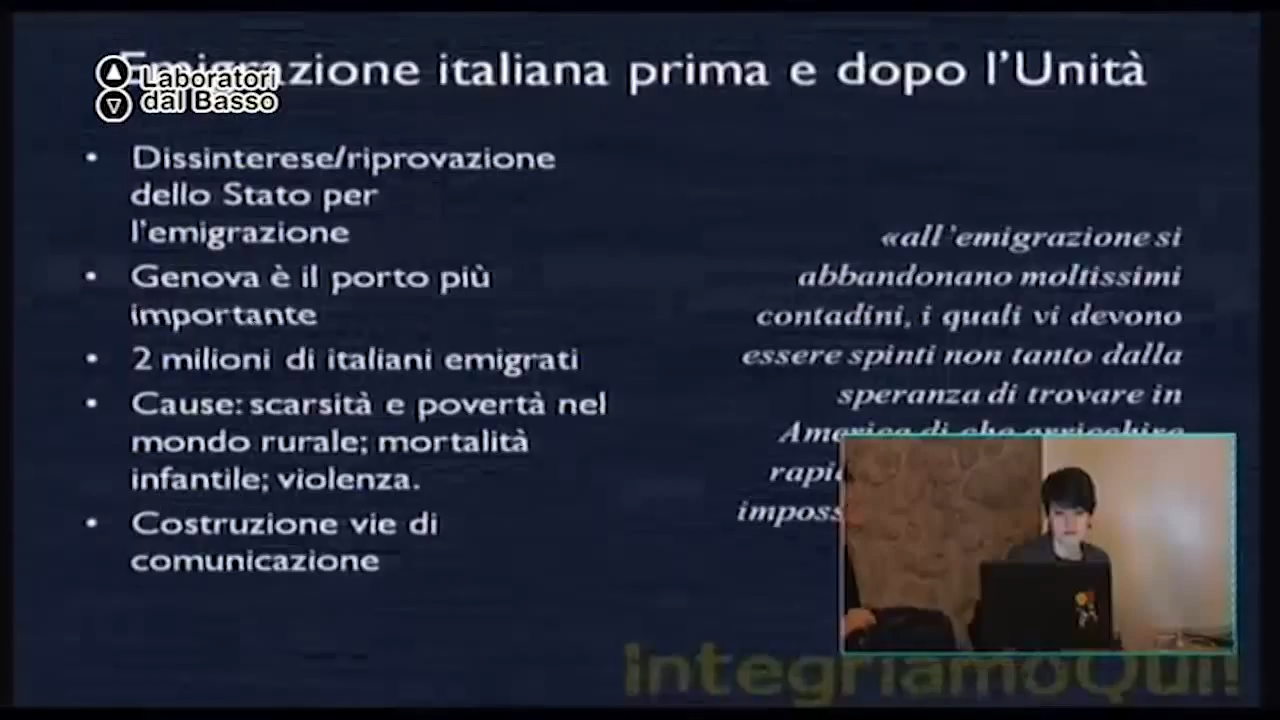 Emigrazione italiana prima e dopo l'Unità
Laboratori
dal Basso
• Dissinterese/riprovazione
dello Stato per
l'emigrazione
• Genova è il porto più
importante
• 2 milioni di italiani emigrati
• Cause: scarsità e povertà nel
mondo rurale; mortalità
infantile; violenza.
• Costruzione vie di
comunicazione
«all'emigrazione si
abbandonano moltissimi
contadini, i quali vi devono
essere spinti non tanto dalla
speranza di trovare in
America di che arricchire
IntegriamoQui!